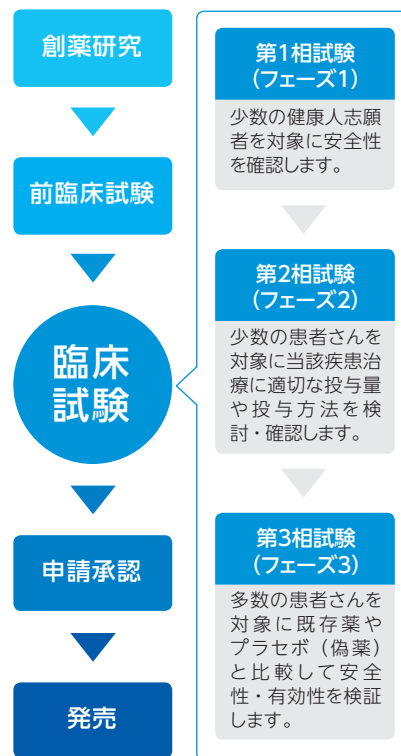 創薬研究
前臨床試験
臨床
試験
申請承認
発売
第1相試験
(フェーズ1)
少数の健康人志願
者を対象に安全性
を確認します。
第2相試験
(フェーズ2)
少数の患者さんを
対象に当該疾患治
療に適切な投与量
や投与方法を検
討・確認します。
第3相試験
(フェーズ3)
多数の患者さんを
対象に既存薬や
プラセボ（偽薬）
と比較して安全
性・有効性を検証
します。